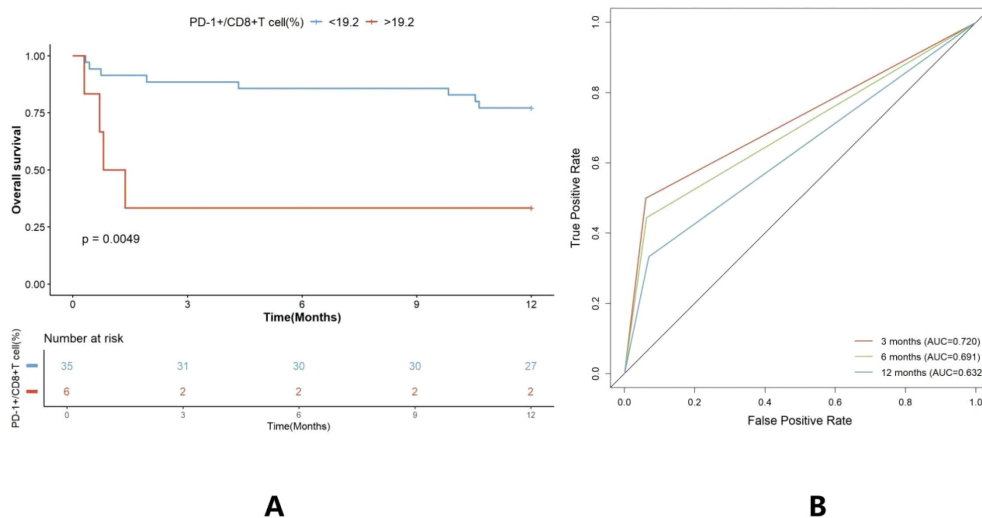 PD-1+/CD8+T cell(%) <19.2 >19.2
Overall survival
1.00
0.75
0.50
0.25
0.00
p = 0.0049
0 3 6 9 12
Time(Months)
Number at risk
PD-1+/CD8+T cell(%)
35 31 30 30 27
6 2 2 2 2
0 3 6 9 12
Time(Months)
A
True Positive Rate
1.0
0.8
0.6
0.4
0.2
0.0
3 months (AUC=0.720)
6 months (AUC=0.691)
12 months (AUC=0.632
0.0 0.2 0.4 0.6 0.8 1.0
False Positive Rate
B